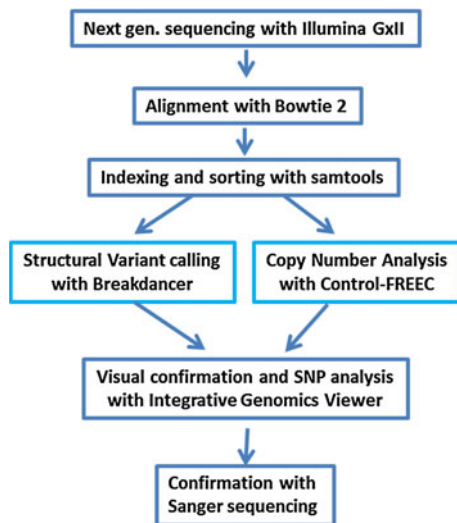 Next gen. sequencing with Illumina GxII
Alignment with Bowtie 2
Indexing and sorting with samtools
Structural Variant calling
with Breakdancer
Copy Number Analysis
with Control-FREEC
Visual confirmation and SNP analysis
with Integrative Genomics Viewer
Confirmation with
Sanger sequencing